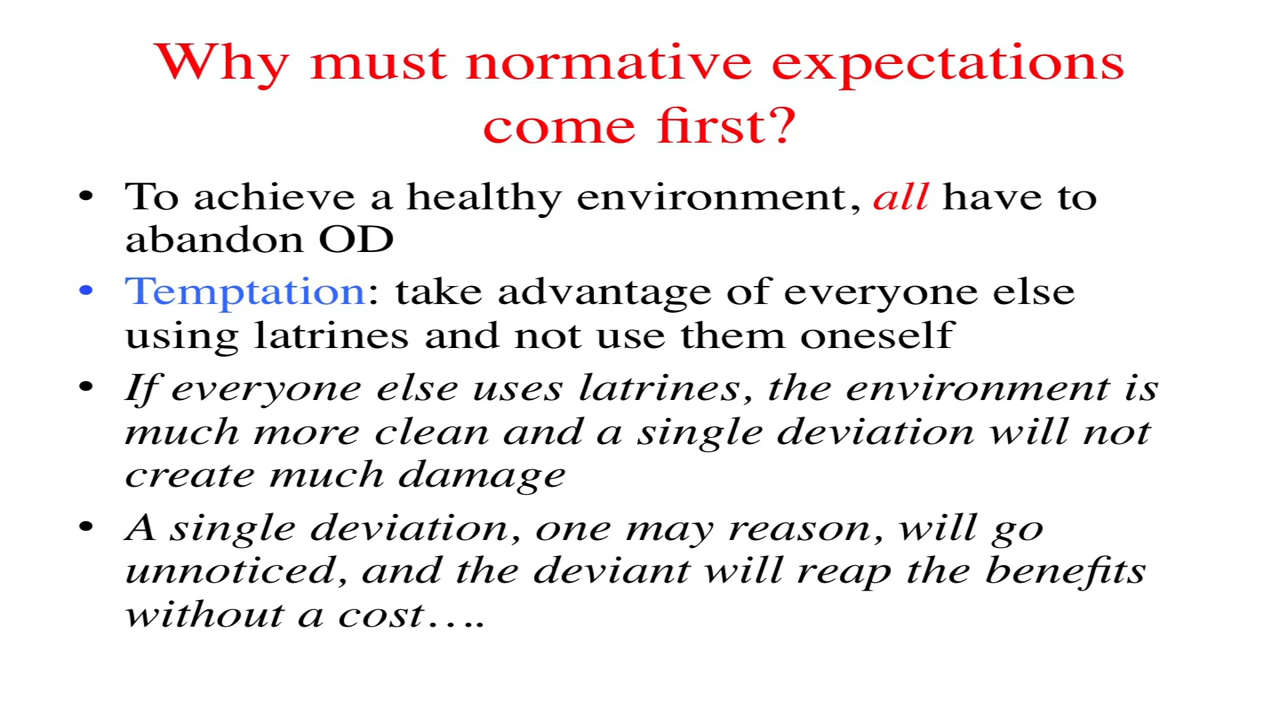 Why must normative expectations
come first?
• To achieve a healthy environment, all have to
abandon OD
• Temptation: take advantage of everyone else
using latrines and not use them oneself
• If everyone else uses latrines, the environment is
much more clean and a single deviation will not
create much damage
• A single deviation, one may reason, will go
unnoticed, and the deviant will reap the benefits
without a cost….